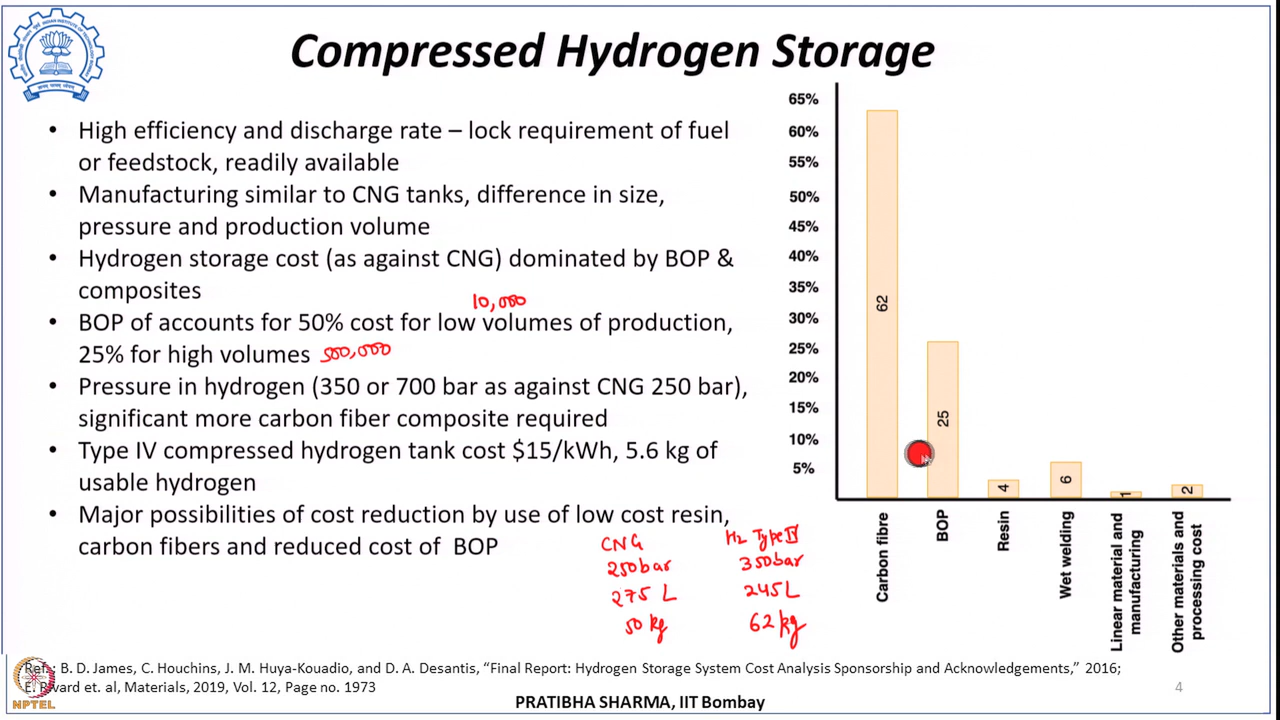 Compressed Hydrogen Storage
• High efficiency and discharge rate – lock requirement of fuel
or feedstock, readily available
• Manufacturing similar to CNG tanks, difference in size,
pressure and production volume
• Hydrogen storage cost (as against CNG) dominated by BOP &
composites
10,000
• BOP of accounts for 50% cost for low volumes of production,
25% for high volumes 500,000
• Pressure in hydrogen (350 or 700 bar as against CNG 250 bar),
significant more carbon fiber composite required
• Type IV compressed hydrogen tank cost $15/kWh, 5.6 kg of
usable hydrogen
• Major possibilities of cost reduction by use of low cost resin,
carbon fibers and reduced cost of BOP
CNG H2 Type IV
250bar 350bar
275 L 245L
50 kg 62kg
65%
60%
55%
50%
45%
40%
35%
30%
25%
20%
15%
10%
5%
62
25
4
6
1
2
Carbon fibre
BOP
Resin
Wet welding
Linear material and
manufacturing
Other materials and
processing cost
Refs: B. D. James, C. Houchins, J. M. Huya-Kouadio, and D. A. Desantis, “Final Report: Hydrogen Storage System Cost Analysis Sponsorship and Acknowledgements,” 2016;
E. Rivard et. al, Materials, 2019, Vol. 12, Page no. 1973
4
NPTEL
PRATIBHA SHARMA, IIT Bombay